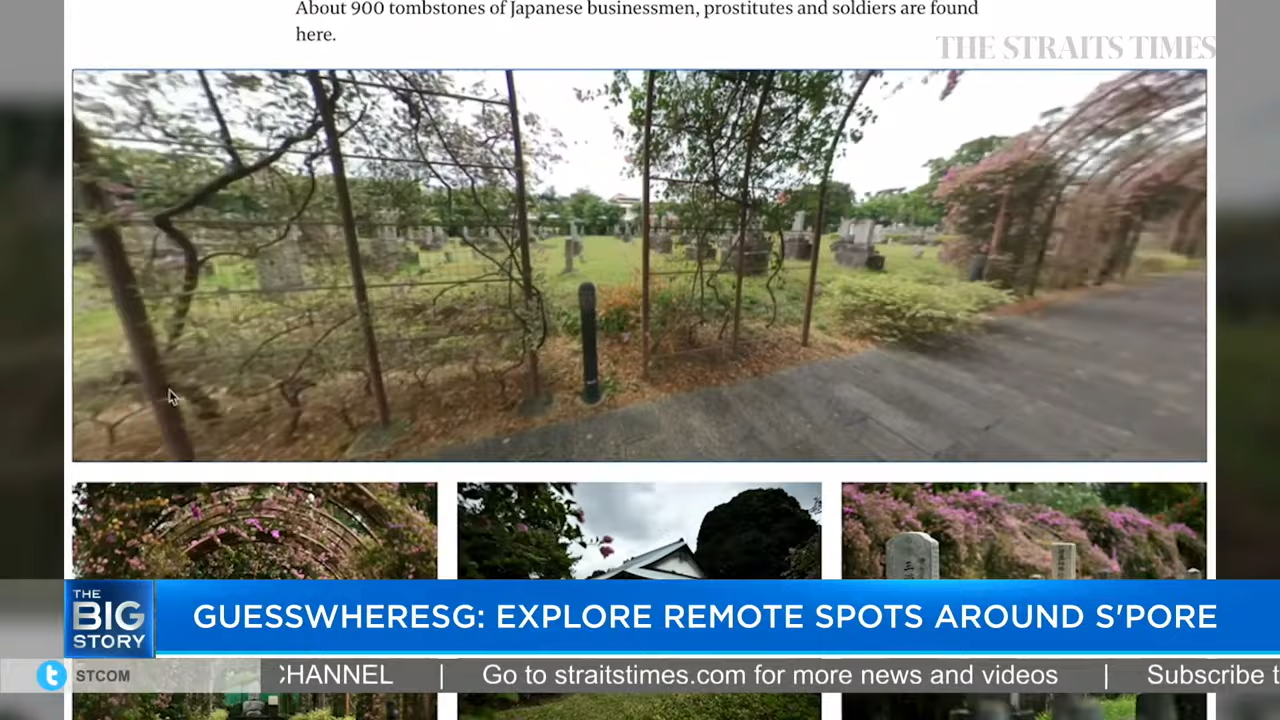 About 900 tombstones of Japanese businessmen, prostitutes and soldiers are found
here.
THE STRAITS TIMES
THE
BIG
STORY
GUESSWHERESG: EXPLORE REMOTE SPOTS AROUND S'PORE
STCOM
CHANNEL | Go to straitstimes.com for more news and videos | Subscribe t